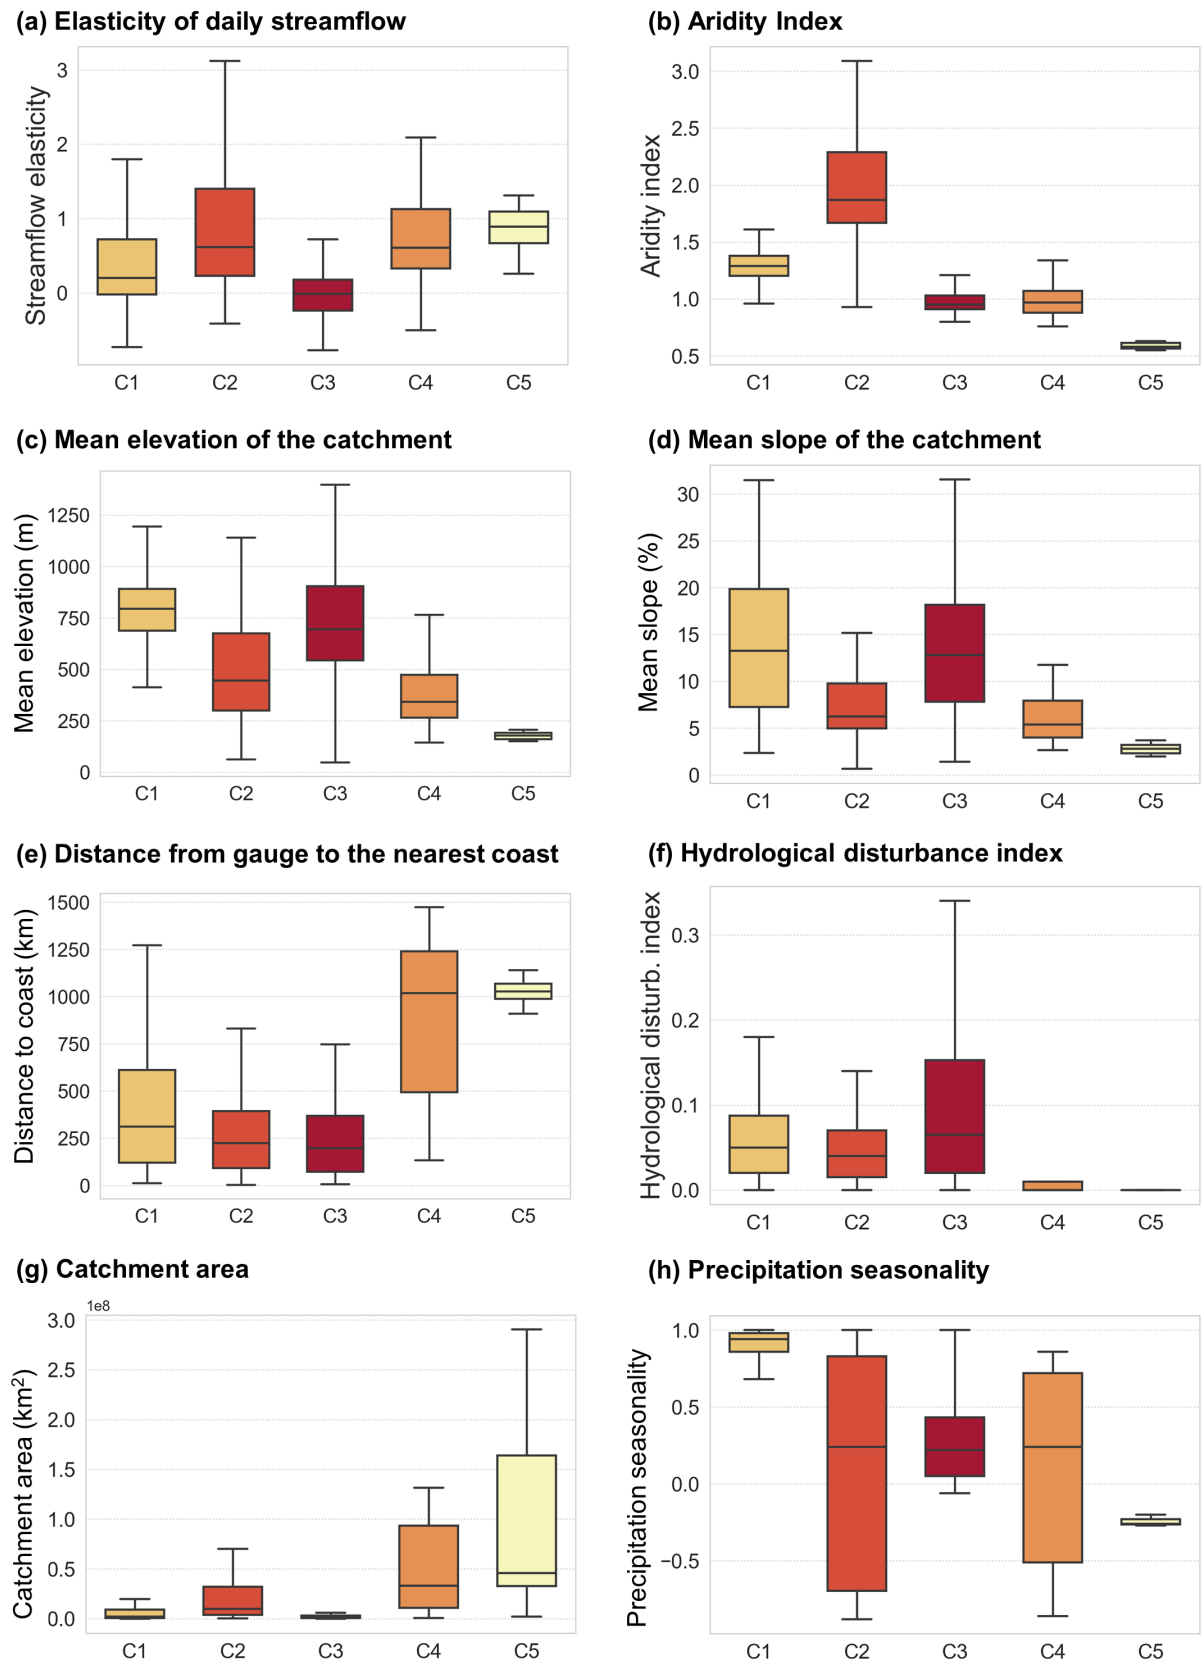 (a) Elasticity of daily streamflow
Streamflow elasticity
3
2
1
0
C1 C2 C3 C4 C5
(b) Aridity Index
Aridity index
3.0
2.5
2.0
1.5
1.0
0.5
C1 C2 C3 C4 C5
(c) Mean elevation of the catchment
Mean elevation (m)
1250
1000
750
500
250
0
C1 C2 C3 C4 C5
(d) Mean slope of the catchment
Mean slope (%)
30
25
20
15
10
5
0
C1 C2 C3 C4 C5
(e) Distance from gauge to the nearest coast
Distance to coast (km)
1500
1250
1000
750
500
250
0
C1 C2 C3 C4 C5
(f) Hydrological disturbance index
Hydrological disturb. index
0.3
0.2
0.1
0.0
C1 C2 C3 C4 C5
(g) Catchment area
Catchment area (km²)
1e8
3.0
2.5
2.0
1.5
1.0
0.5
0.0
C1 C2 C3 C4 C5
(h) Precipitation seasonality
Precipitation seasonality
1.0
0.5
0.0
−0.5
C1 C2 C3 C4 C5